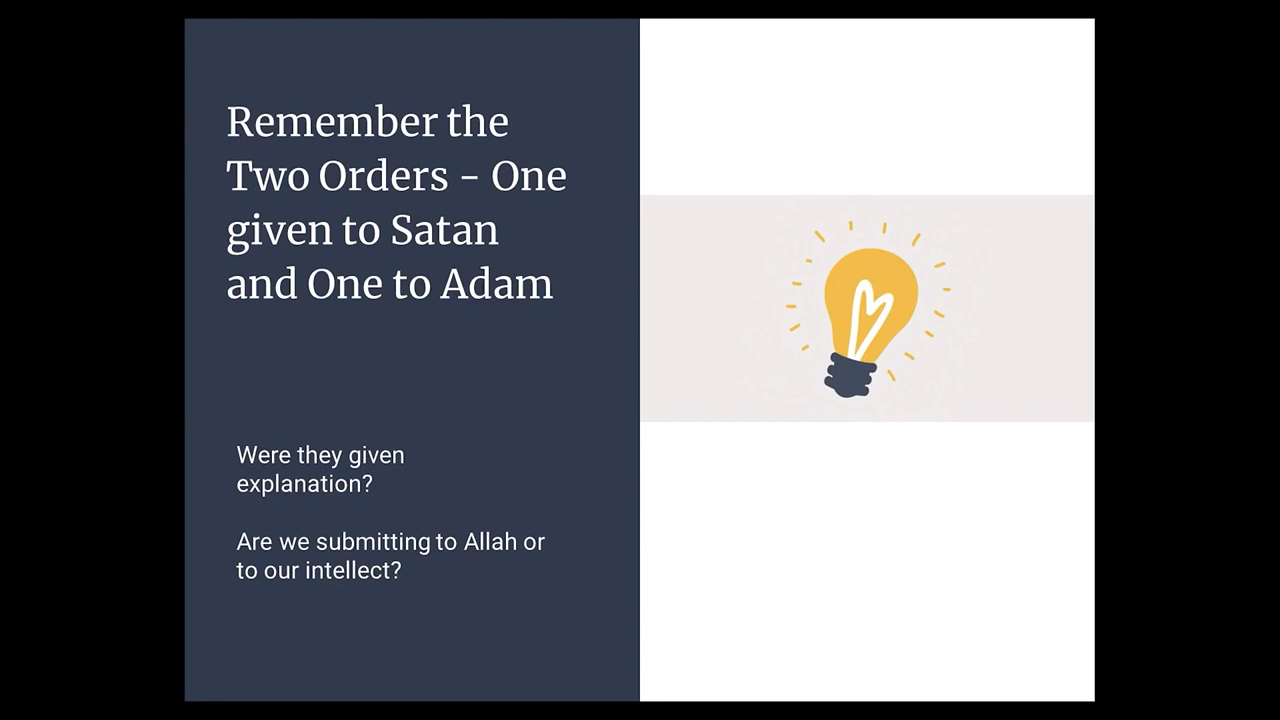 Remember the
Two Orders - One
given to Satan
and One to Adam
Were they given
explanation?
Are we submitting to Allah or
to our intellect?